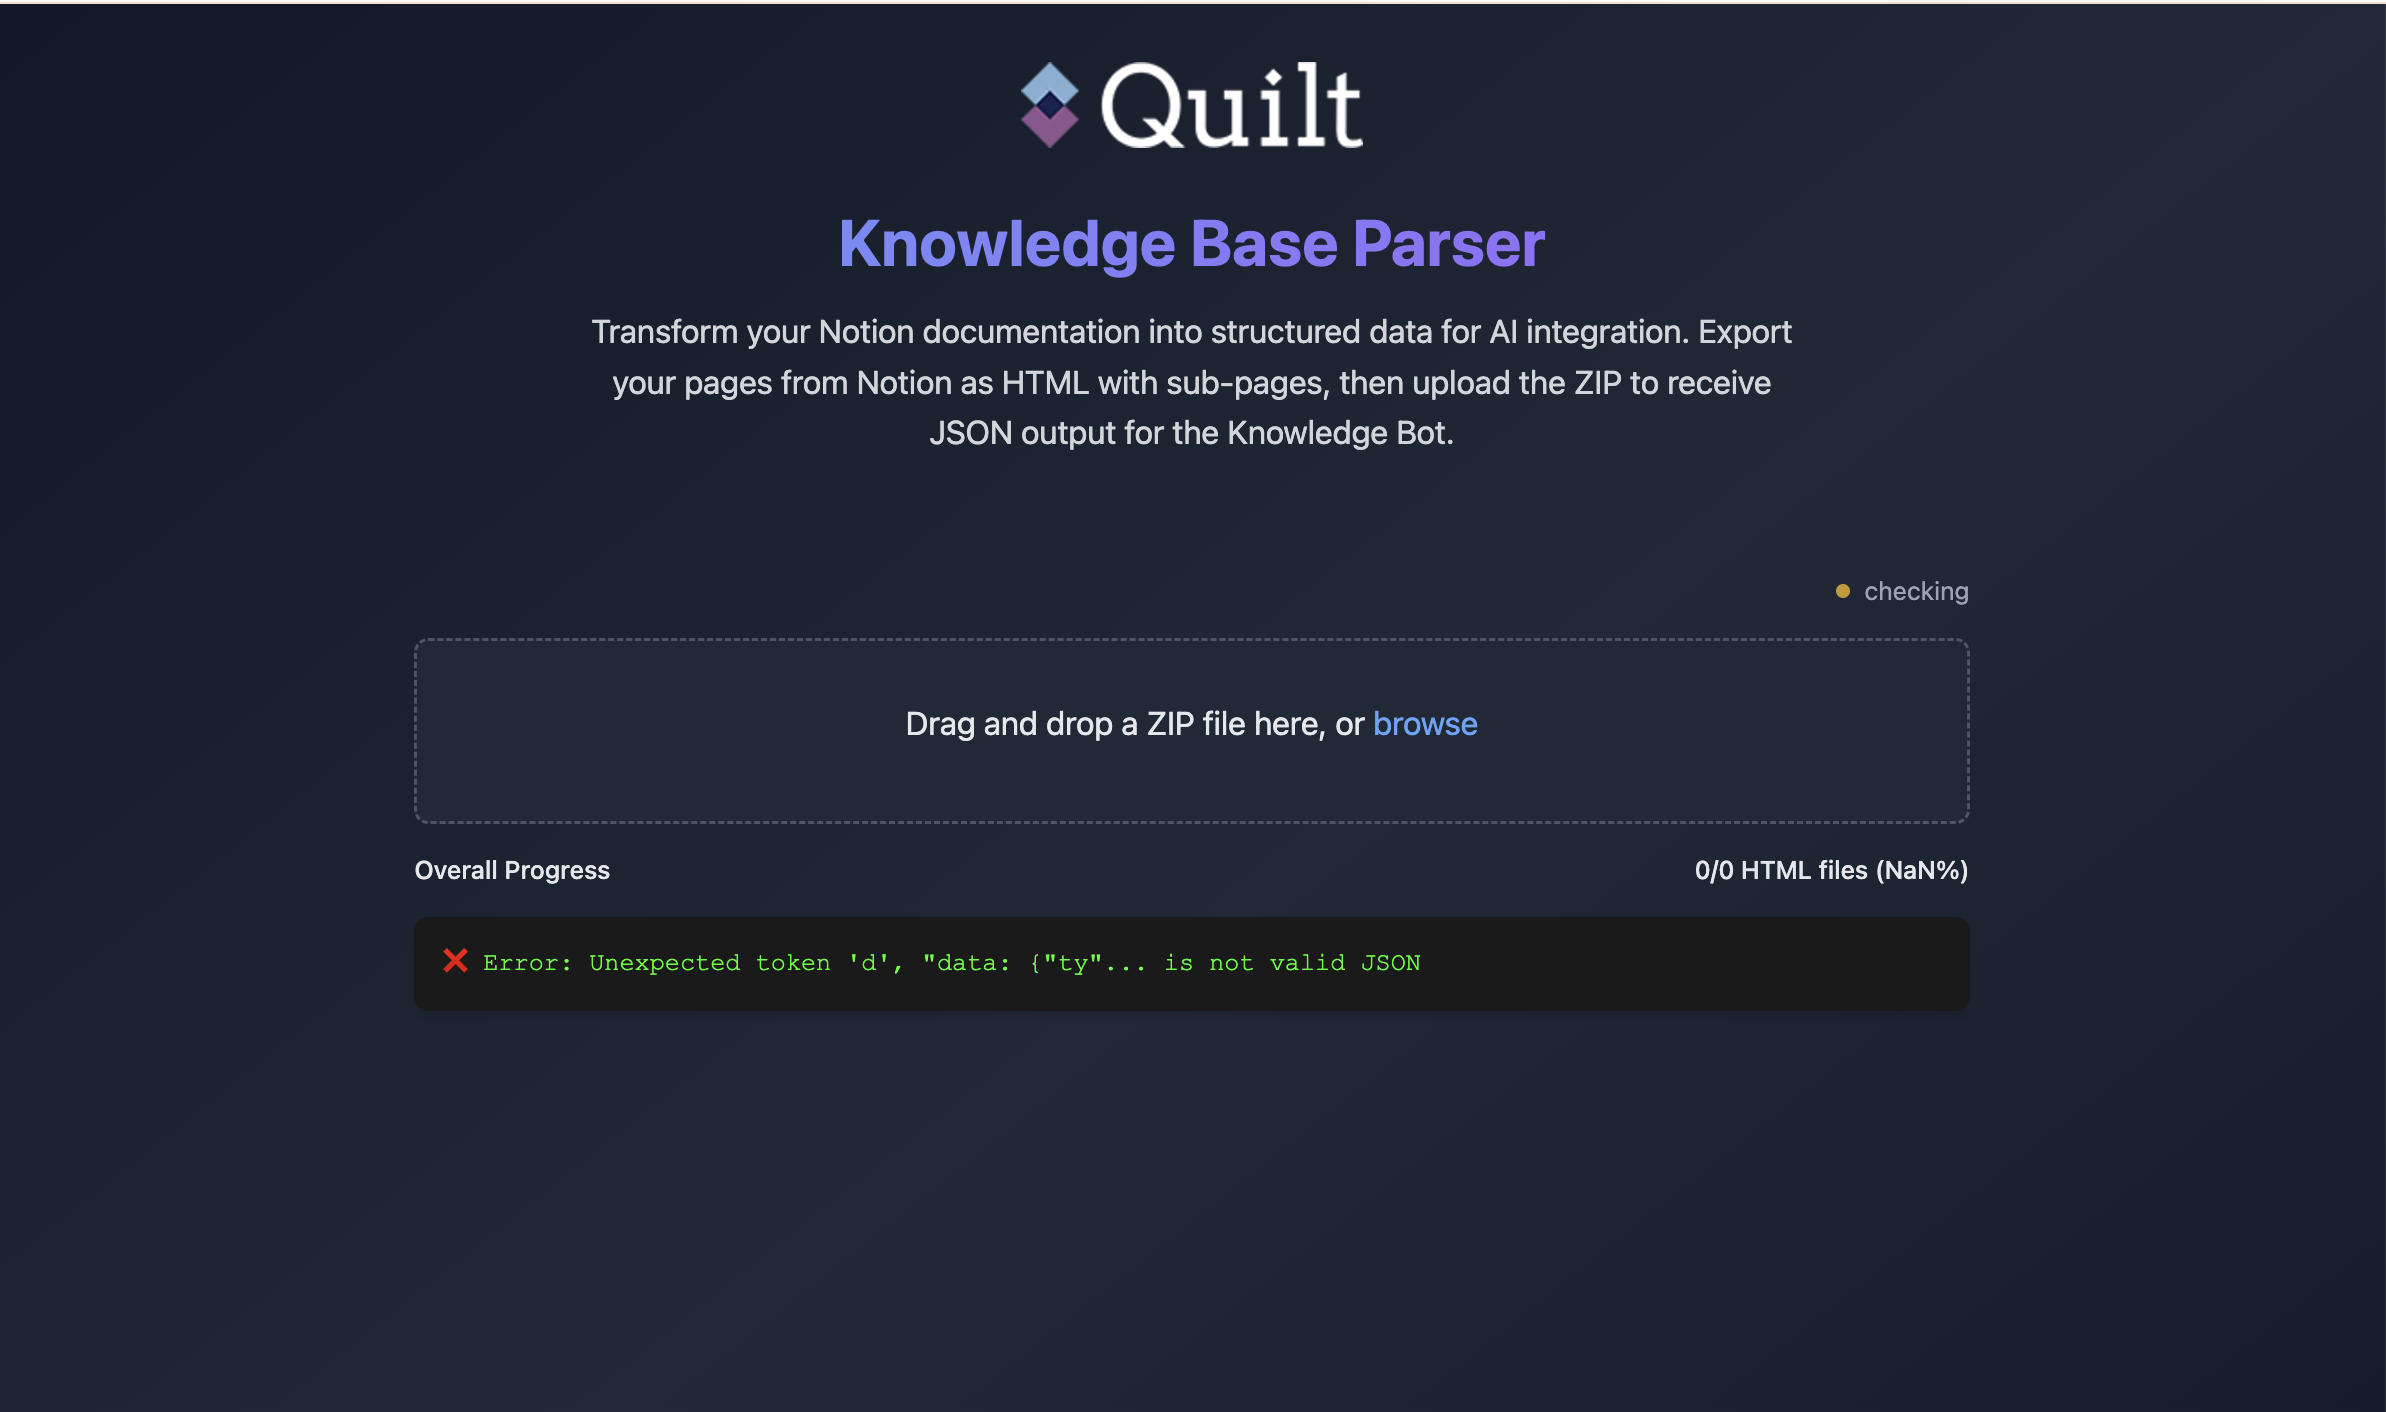 Quilt
Knowledge Base Parser
Transform your Notion documentation into structured data for AI integration. Export
your pages from Notion as HTML with sub-pages, then upload the ZIP to receive
JSON output for the Knowledge Bot.
checking
Drag and drop a ZIP file here, or browse
Overall Progress
0/0 HTML files (NaN%)
❌ Error: Unexpected token 'd', "data: {"ty"... is not valid JSON